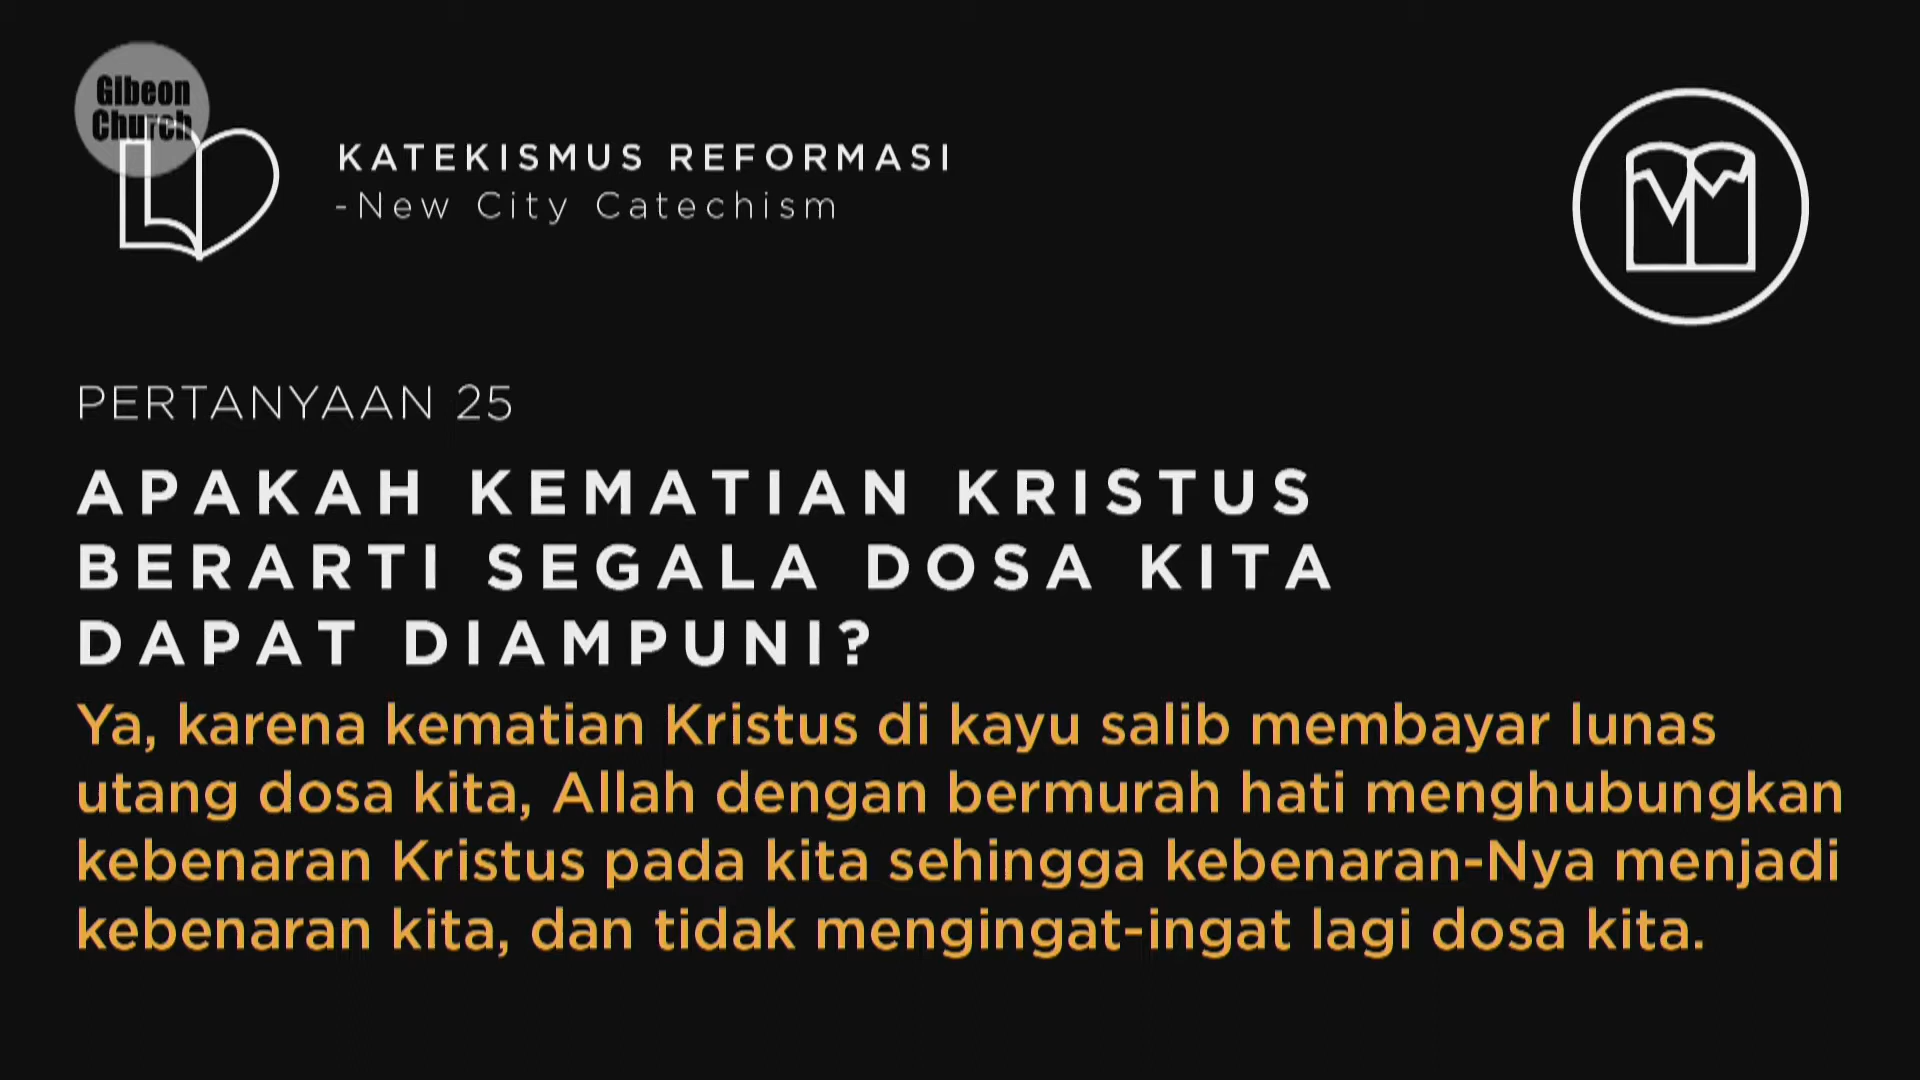 Gibeon
Church
KATEKISMUS REFORMASI
-New City Catechism
PERTANYAAN 25
APAKAH KEMATIAN KRISTUS
BERARTI SEGALA DOSA KITA
DAPAT DIAMPUNI?
Ya, karena kematian Kristus di kayu salib membayar lunas
utang dosa kita, Allah dengan bermurah hati menghubungkan
kebenaran Kristus pada kita sehingga kebenaran-Nya menjadi
kebenaran kita, dan tidak mengingat-ingat lagi dosa kita.